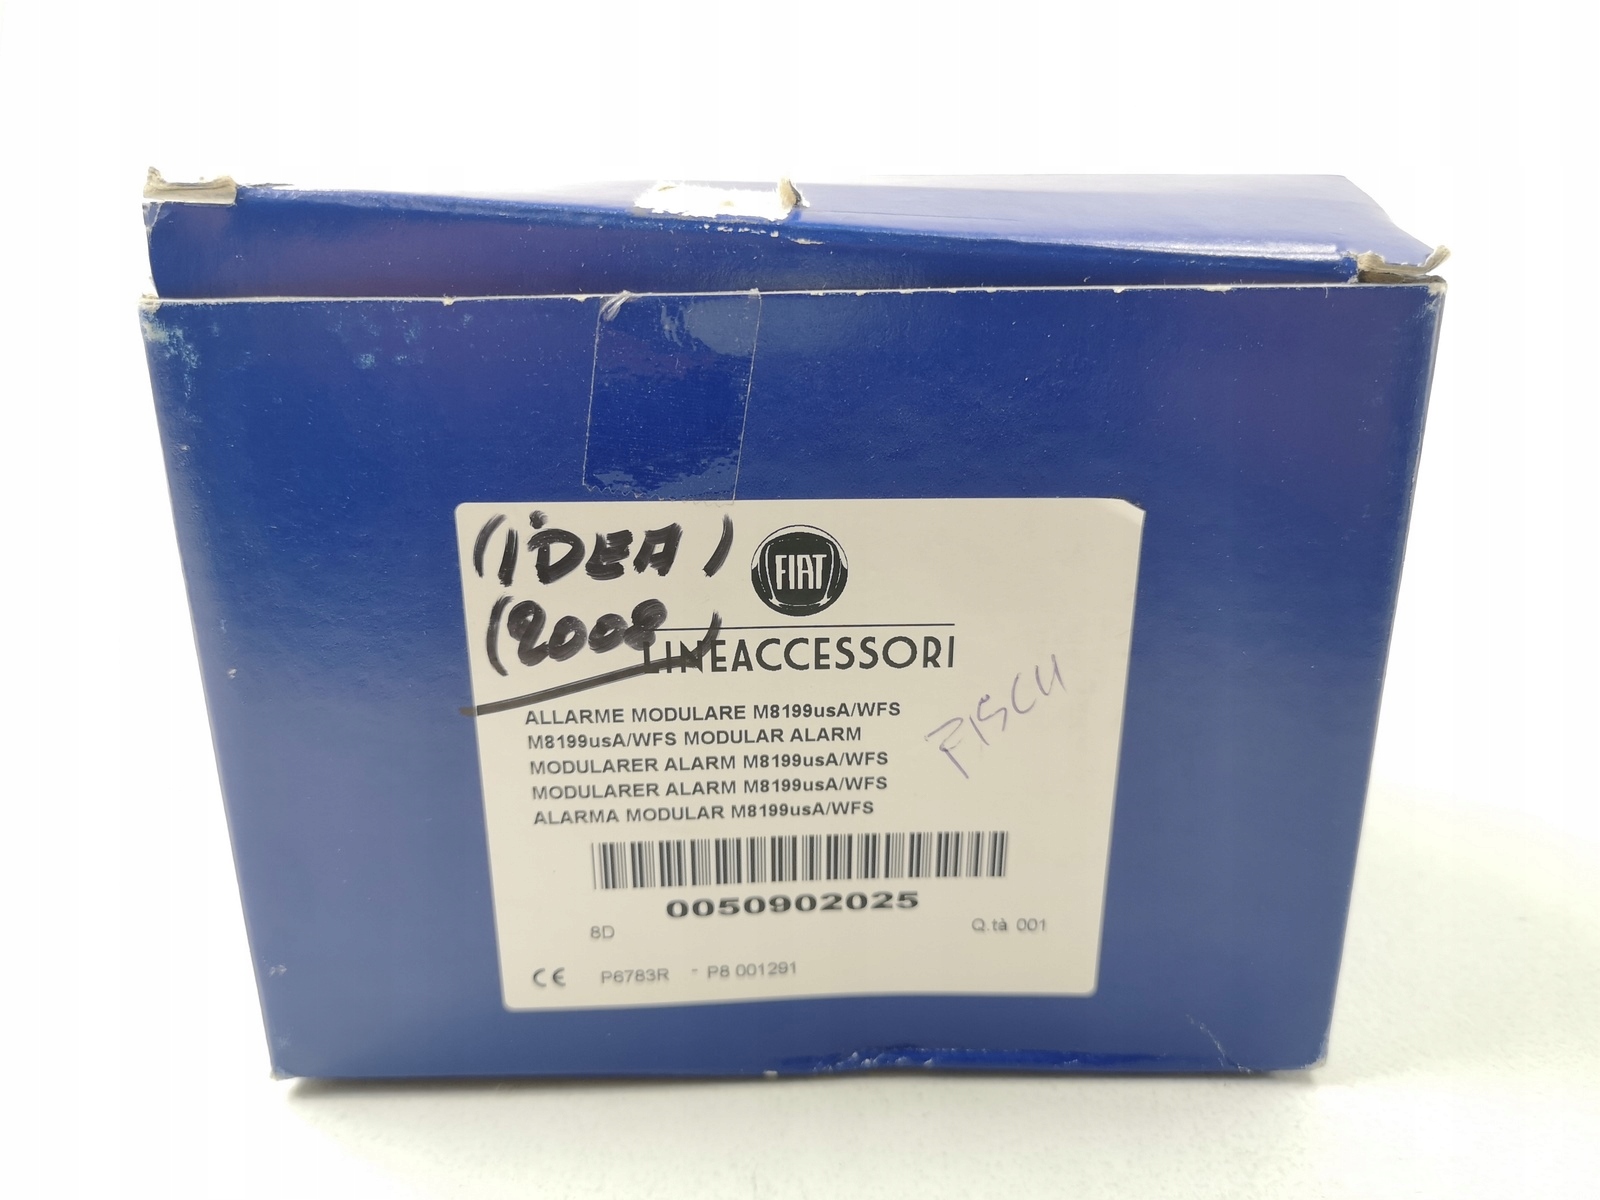 (IDEA)
(2008)
FIAT
LINEACCESSORI
FISCH
ALLARME MODULARE M8199usA/WFS
M8199usA/WFS MODULAR ALARM
MODULARER ALARM M8199usA/WFS
MODULARER ALARM M8199usA/WFS
ALARMA MODULAR M8199usA/WFS
0050902025
8D Q.tà 001
CE P6783R - P8 001291